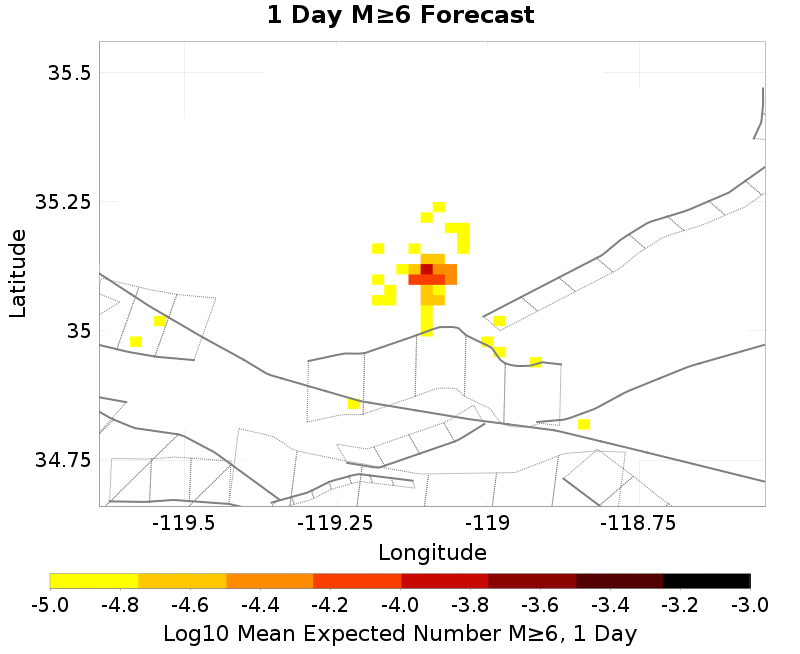 1 Day M≥6 Forecast
35.5
35.25
35
34.75
Latitude
-119.5 -119.25 -119 -118.75
Longitude
-5.0 -4.8 -4.6 -4.4 -4.2 -4.0 -3.8 -3.6 -3.4 -3.2 -3.0
Log10 Mean Expected Number M≥6, 1 Day